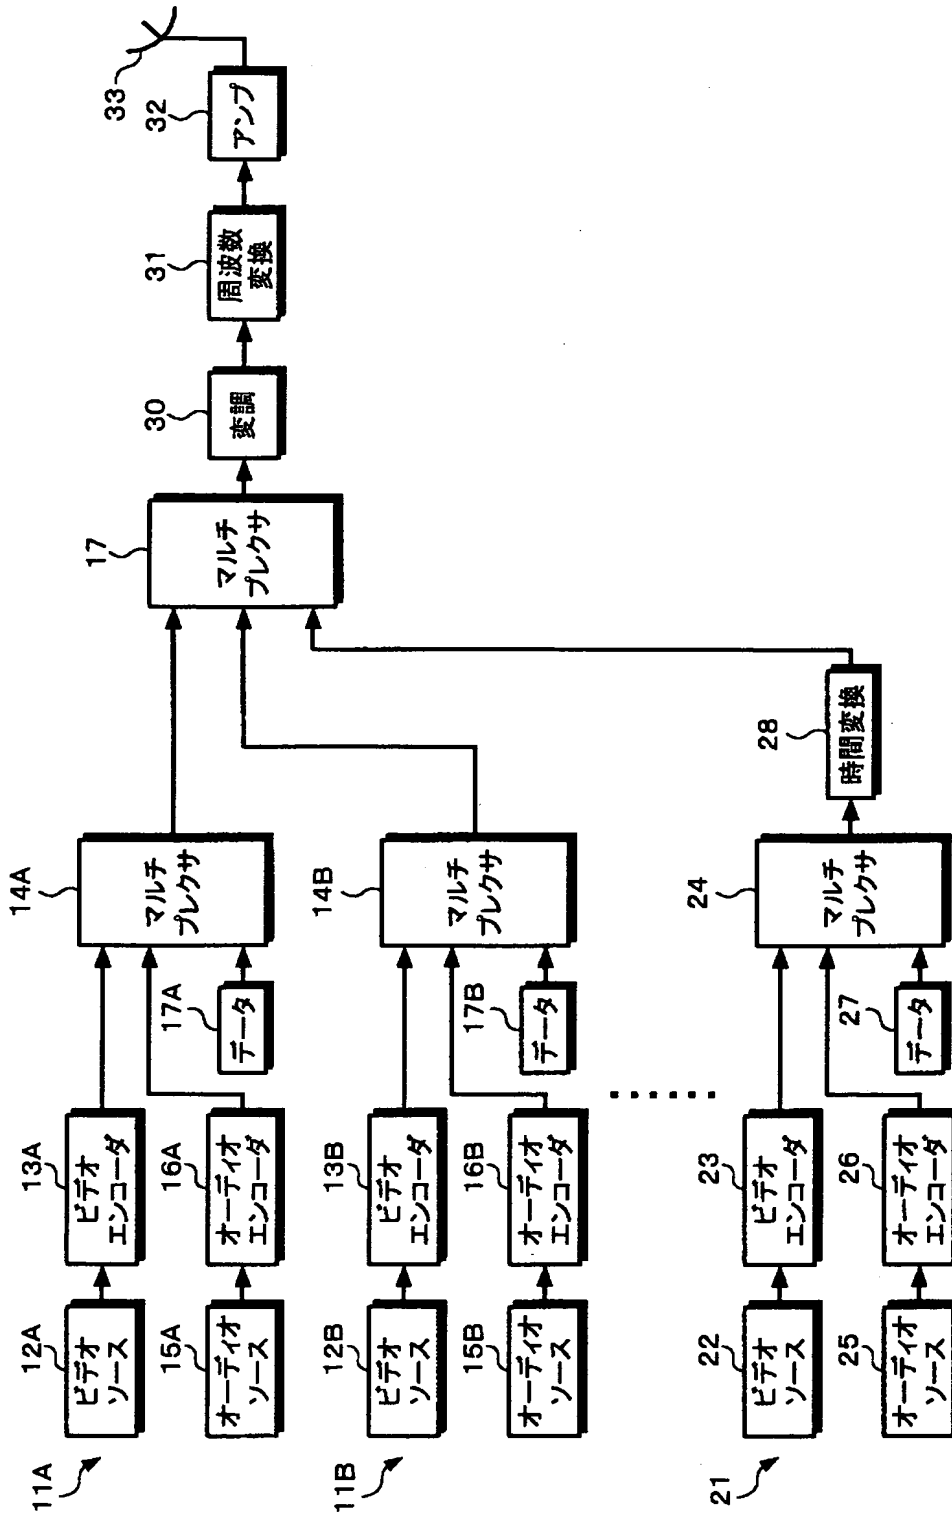 11A
12A
ビデオ
ソース
13A
ビデオ
エンコーダ
15A
オーディオ
ソース
16A
オーディオ
エンコーダ
17A
データ
14A
マルチ
プレクサ
11B
12B
ビデオ
ソース
13B
ビデオ
エンコーダ
15B
オーディオ
ソース
16B
オーディオ
エンコーダ
17B
データ
14B
マルチ
プレクサ
21
22
ビデオ
ソース
23
ビデオ
エンコーダ
25
オーディオ
ソース
26
オーディオ
エンコーダ
27
データ
24
マルチ
プレクサ
28
時間変換
17
マルチ
プレクサ
30
変調
31
周波数
変換
32
アンプ
33